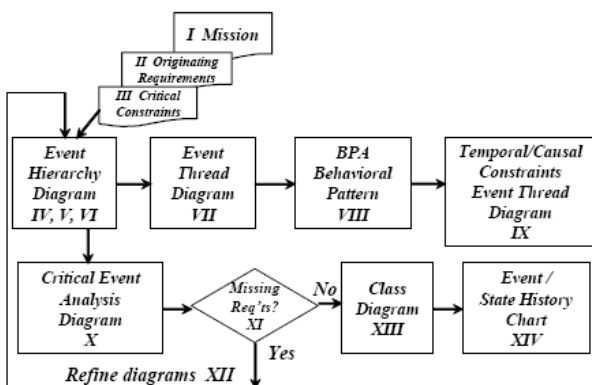 I Mission
II Originating
Requirements
III Critical
Constraints
Event
Hierarchy
Diagram
IV, V, VI
Event
Thread
Diagram
VII
BPA
Behavioral
Pattern
VIII
Temporal/Causal
Constraints
Event Thread
Diagram
IX
Critical Event
Analysis
Diagram
X
Missing
Req'ts?
XI
No
Yes
Class
Diagram
XIII
Event /
State History
Chart
XIV
Refine diagrams XII